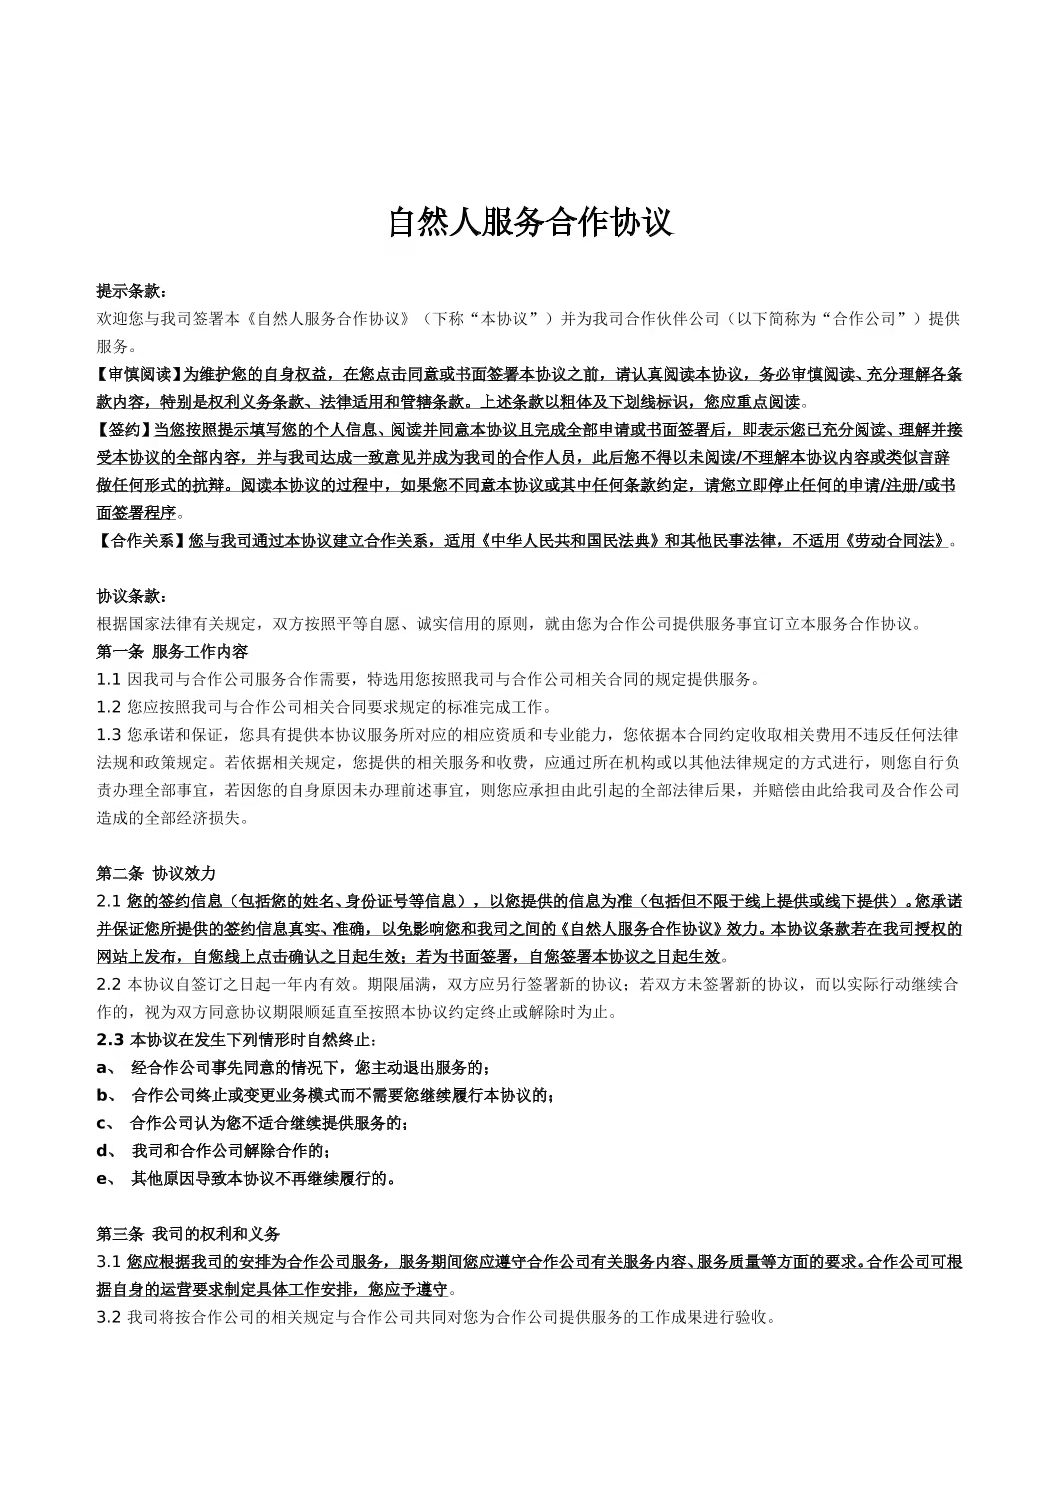 自然人服务合作协议
提示条款：
欢迎您与我司签署本《自然人服务合作协议》（下称“本协议”）并为我司合作伙伴公司（以下简称为“合作公司”）提供
服务。
【审慎阅读】为维护您的自身权益，在您点击同意或书面签署本协议之前，请认真阅读本协议，务必审慎阅读、充分理解各条
款内容，特别是权利义务条款、法律适用和管辖条款。上述条款以粗体及下划线标识，您应重点阅读。
【签约】当您按照提示填写您的个人信息、阅读并同意本协议且完成全部申请或书面签署后，即表示您已充分阅读、理解并接
受本协议的全部内容，并与我司达成一致意见并成为我司的合作人员，此后您不得以未阅读/不理解本协议内容或类似言辞
做任何形式的抗辩。阅读本协议的过程中，如果您不同意本协议或其中任何条款约定，请您立即停止任何的申请/注册/或书
面签署程序。
【合作关系】您与我司通过本协议建立合作关系，适用《中华人民共和国民法典》和其他民事法律，不适用《劳动合同法》。
协议条款：
根据国家法律有关规定，双方按照平等自愿、诚实信用的原则，就由您为合作公司提供服务事宜订立本服务合作协议。
第一条 服务工作内容
1.1 因我司与合作公司服务合作需要，特选用您按照我司与合作公司相关合同的规定提供服务。
1.2 您应按照我司与合作公司相关合同要求规定的标准完成工作。
1.3 您承诺和保证，您具有提供本协议服务所对应的相应资质和专业能力，您依据本合同约定收取相关费用不违反任何法律
法规和政策规定。若依据相关规定，您提供的相关服务和收费，应通过所在机构或以其他法律规定的方式进行，则您自行负
责办理全部事宜，若因您的自身原因未办理前述事宜，则您应承担由此引起的全部法律后果，并赔偿由此给我司及合作公司
造成的全部经济损失。
第二条 协议效力
2.1 您的签约信息（包括您的姓名、身份证号等信息），以您提供的信息为准（包括但不限于线上提供或线下提供）。您承诺
并保证您所提供的签约信息真实、准确，以免影响您和我司之间的《自然人服务合作协议》效力。本协议条款若在我司授权的
网站上发布，自您线上点击确认之日起生效；若为书面签署，自您签署本协议之日起生效。
2.2 本协议自签订之日起一年内有效。期限届满，双方应另行签署新的协议；若双方未签署新的协议，而以实际行动继续合
作的，视为双方同意协议期限顺延直至按照本协议约定终止或解除时为止。
2.3 本协议在发生下列情形时自然终止：
a、 经合作公司事先同意的情况下，您主动退出服务的；
b、 合作公司终止或变更业务模式而不需要您继续履行本协议的；
c、 合作公司认为您不适合继续提供服务的；
d、 我司和合作公司解除合作的；
e、 其他原因导致本协议不再继续履行的。
第三条 我司的权利和义务
3.1 您应根据我司的安排为合作公司服务，服务期间您应遵守合作公司有关服务内容、服务质量等方面的要求。合作公司可根
据自身的运营要求制定具体工作安排，您应予遵守。
3.2 我司将按合作公司的相关规定与合作公司共同对您为合作公司提供服务的工作成果进行验收。